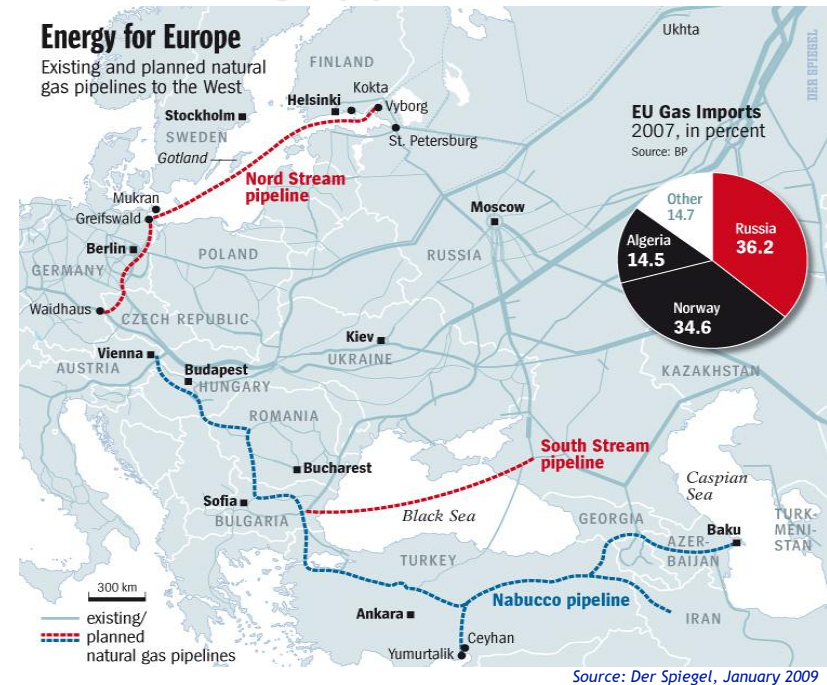 Energy for Europe
Existing and planned natural
gas pipelines to the West
Ukhta
DER SPIEGEL
FINLAND
Kokta
Helsinki
Vyborg
Stockholm
St. Petersburg
SWEDEN
Gotland
EU Gas Imports
2007, in percent
Source: BP
Nord Stream
pipeline
Mukran
Greifswald
Moscow
Other
14.7
Russia
36.2
Algeria
14.5
Norway
34.6
Berlin
POLAND
RUSSIA
GERMANY
Waidhaus
CZECH REPUBLIC
Kiev
UKRAINE
Vienna
AUSTRIA
Budapest
HUNGARY
KAZAKHSTAN
ROMANIA
South Stream
pipeline
Bucharest
Caspian
Sea
Sofia
BULGARIA
Black Sea
GEORGIA
Baku
AZER-
BAIJAN
TURK-
MENI-
STAN
TURKEY
300 km
Nabucco pipeline
Ankara
IRAN
existing/
planned
natural gas pipelines
Ceyhan
Yumurtalik
Source: Der Spiegel, January 2009